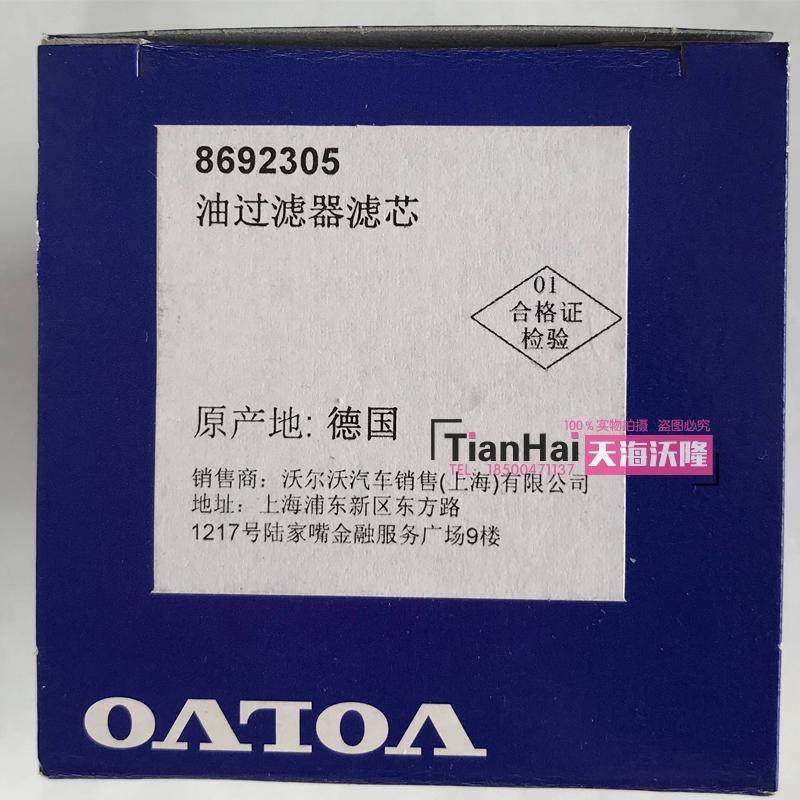 8692305
油过滤器滤芯
01
合格证
检验
原产地: 德国
100％实物拍摄 盗图必究
TianHai
天海沃隆
TEL: 18500471137
销售商: 沃尔沃汽车销售(上海)有限公司
地址: 上海浦东新区东方路
1217号陆家嘴金融服务广场9楼
VOLVO